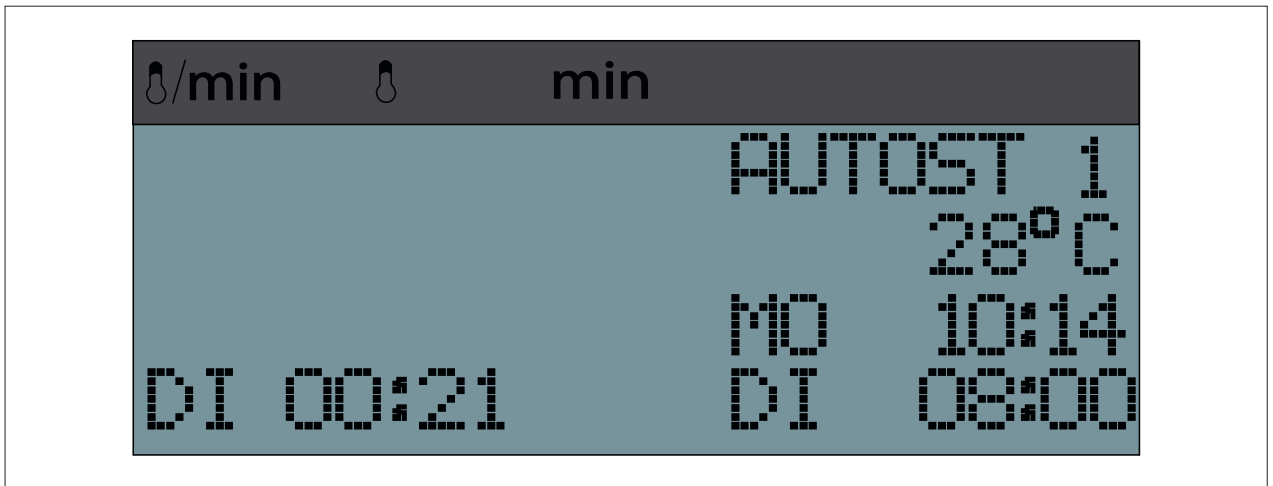 /min min
AUTOST 1
28°C
MO 10:14
DI 00:21 DI 08:00